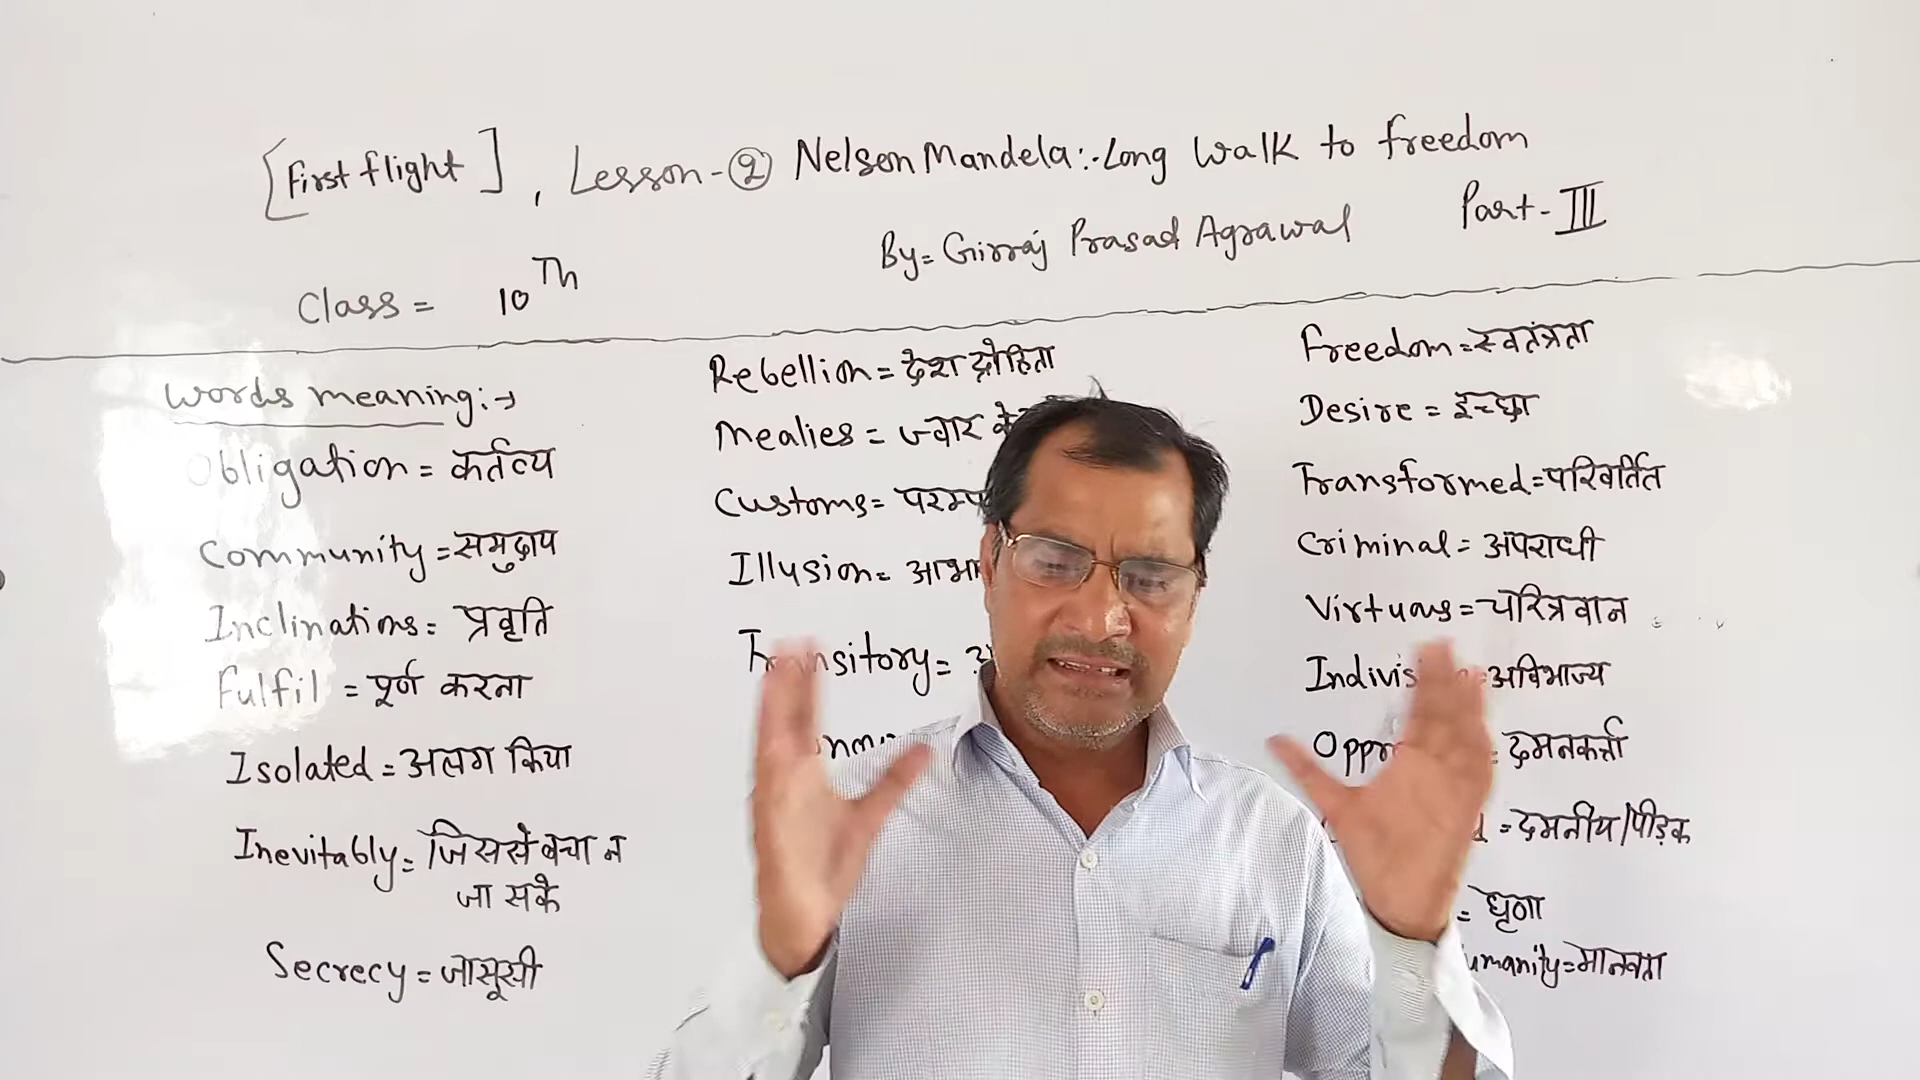 [First flight], Lesson-② Nelson Mandela:-Long Walk to freedom
By= Girraj Prasad Agrawal Part-III
Class = 10Th
Words meaning:→
Obligation = कर्तव्य
Community = समुदाय
Inclinations = प्रवृति
Fulfil = पूर्ण करना
Isolated = अलग किया
Inevitably = जिससे बचा न
जा सके
Secrecy = जासूसी
Rebellion = देश द्रोहिता
Mealies = ज्वार
Customs =
Illusion =
Transitory =
Freedom = स्वतंत्रता
Desire = इच्छा
Transformed = परिवर्तित
Criminal = अपराधी
Virtuous = चरित्रवान
= अविभाज्य
= दमनकर्त्ता
= दमनीय/पीड़क
= घृणा
= मानवता